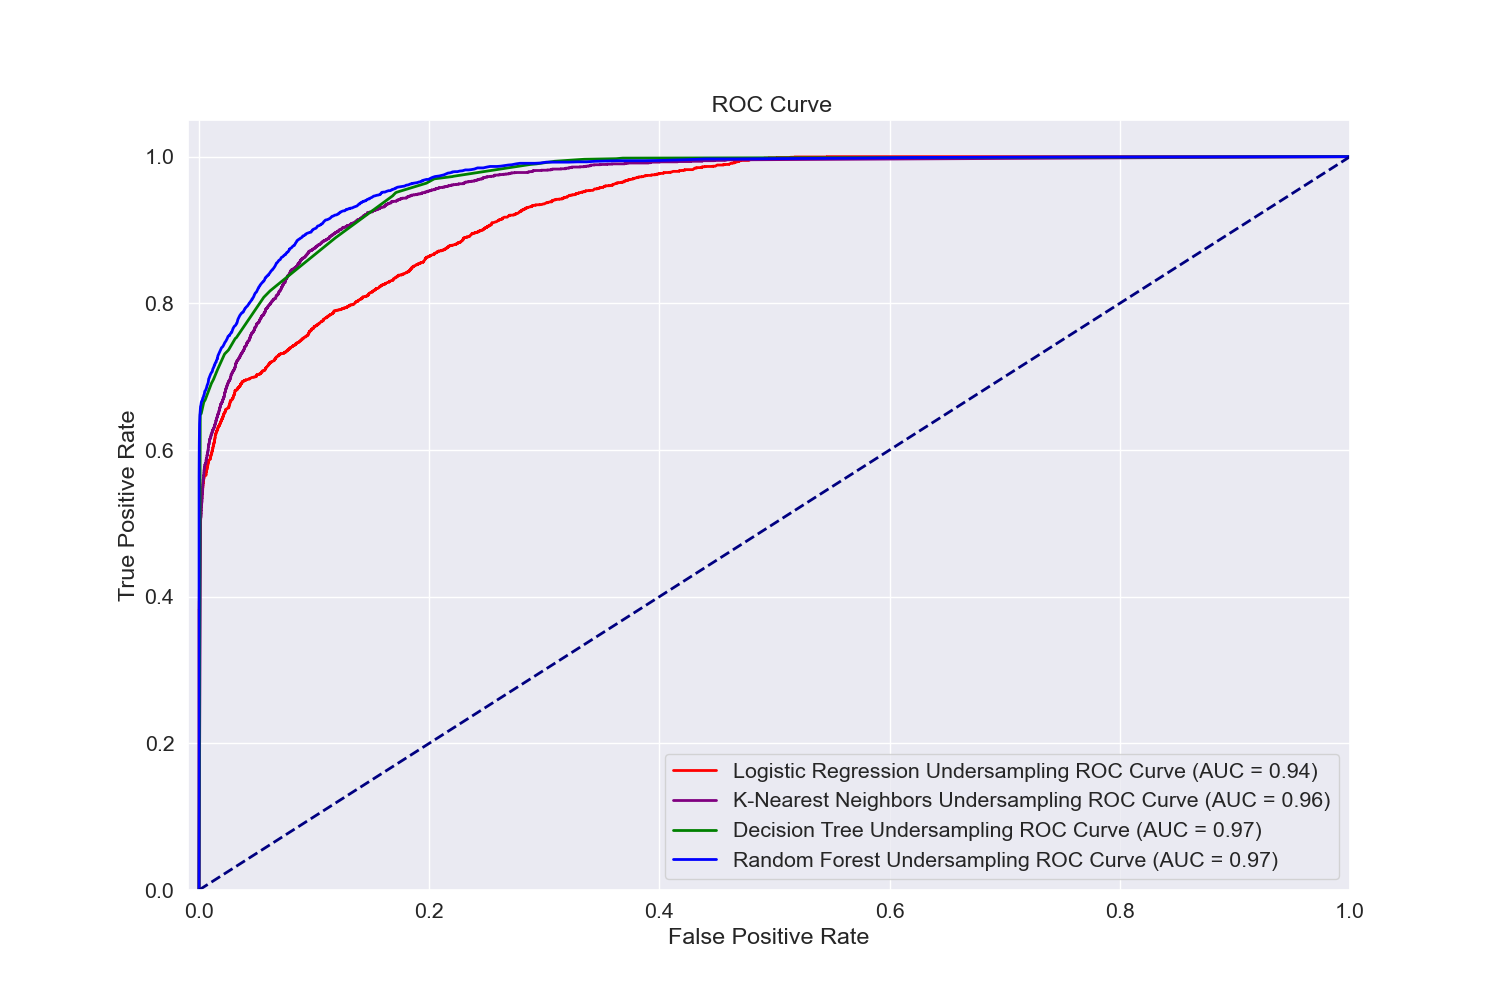 ROC Curve
1.0
0.8
0.6
0.4
0.2
0.0
True Positive Rate
Logistic Regression Undersampling ROC Curve (AUC = 0.94)
K-Nearest Neighbors Undersampling ROC Curve (AUC = 0.96)
Decision Tree Undersampling ROC Curve (AUC = 0.97)
Random Forest Undersampling ROC Curve (AUC = 0.97)
0.0 0.2 0.4 0.6 0.8 1.0
False Positive Rate